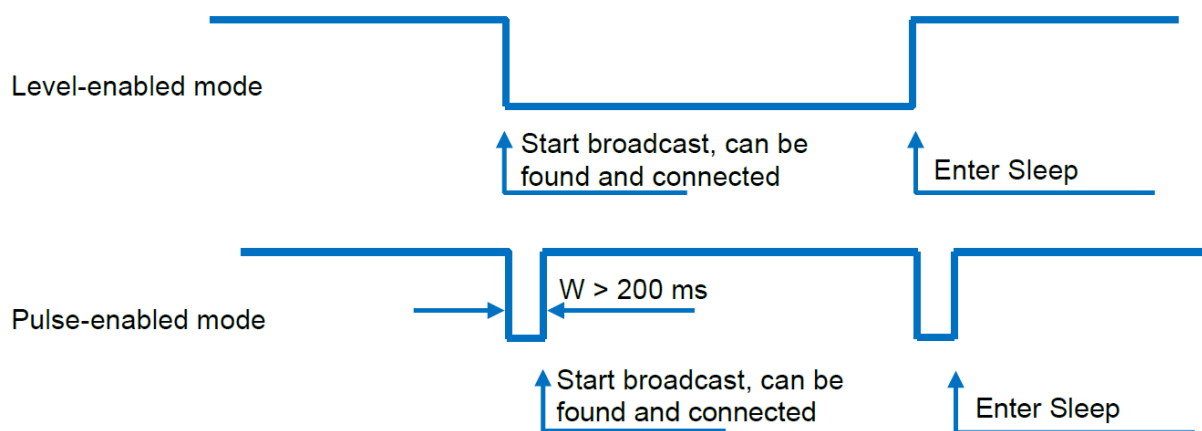 Level-enabled mode
Start broadcast, can be
found and connected
Enter Sleep
W > 200 ms
Pulse-enabled mode
Start broadcast, can be
found and connected
Enter Sleep